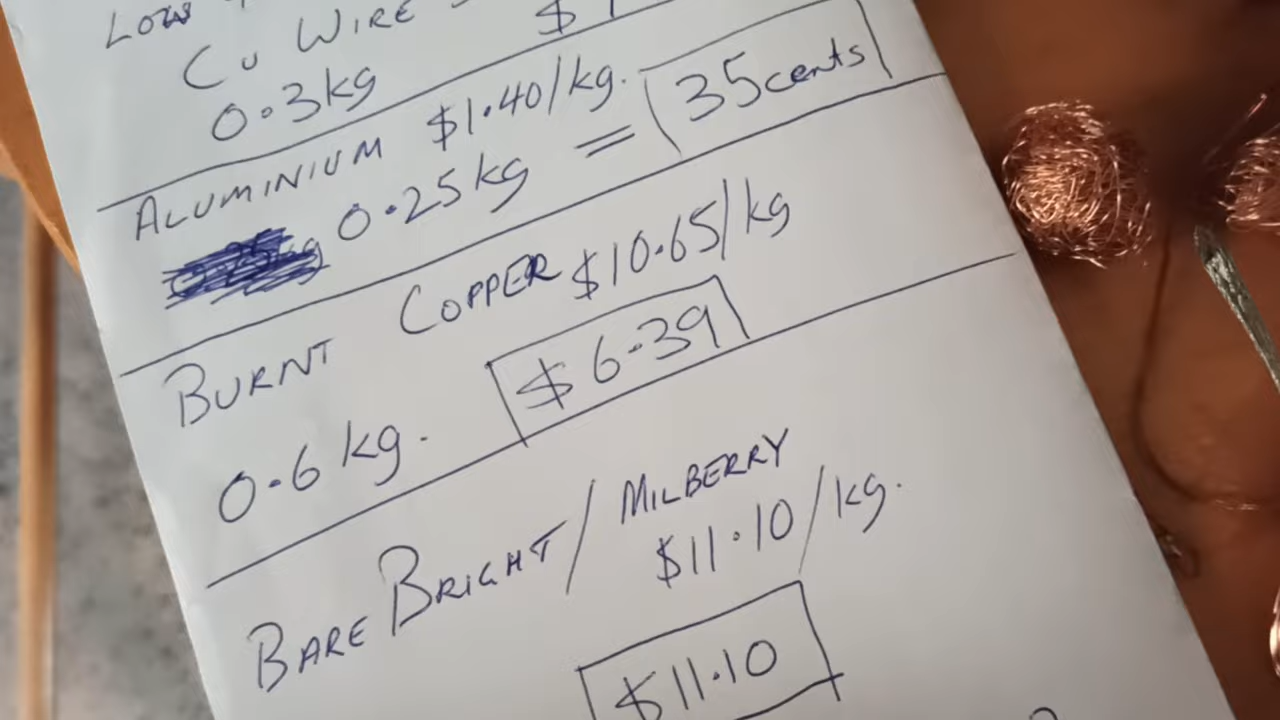 LOW
Cu WIRE
$
0.3kg
ALUMINIUM $1.40/kg.
0.25kg = 35cents
BURNT COPPER $10.65/kg
0.6kg. $6.39
BARE BRIGHT/MILBERRY
$11.10/kg.
$11.10